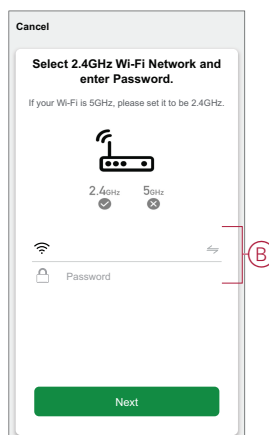 Cancel
Select 2.4GHz Wi-Fi Network and
enter Password.
If your Wi-Fi is 5GHz, please set it to be 2.4GHz.
2.4GHz 5GHz
B
Password
Next